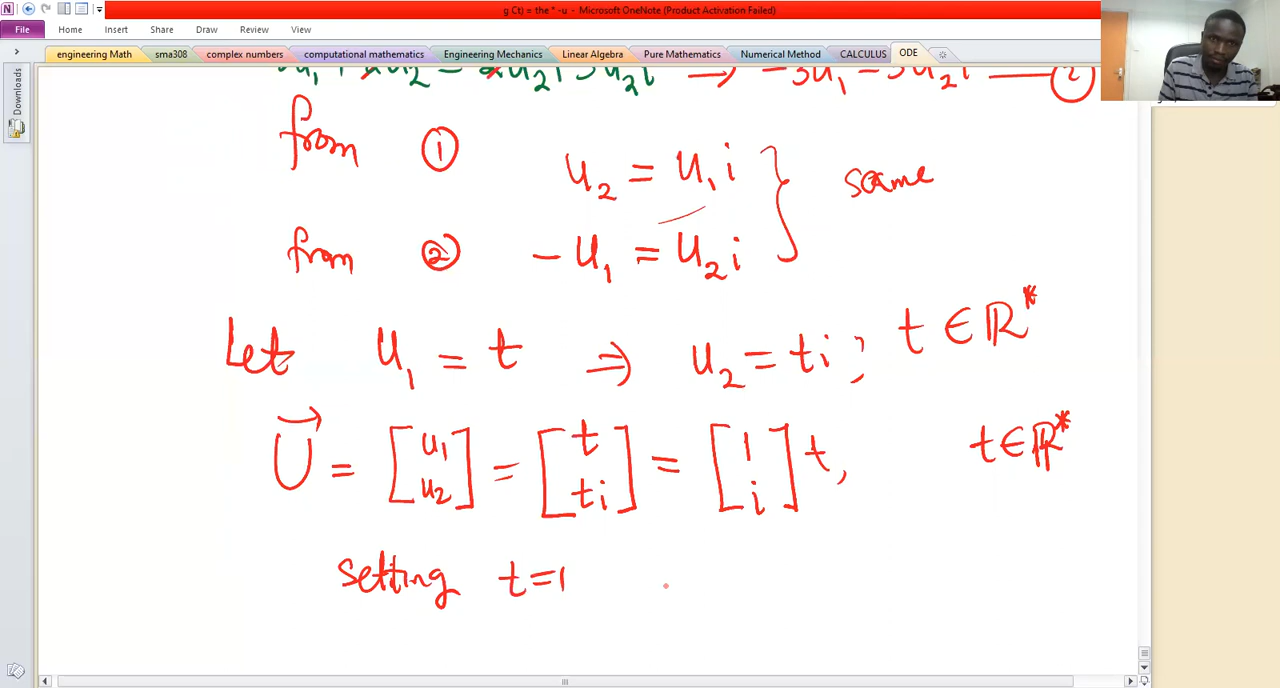 g Ct) = the * -u - Microsoft OneNote (Product Activation Failed)
File Home Insert Share Draw Review View
engineering Math sma308 complex numbers computational mathematics Engineering Mechanics Linear Algebra Pure Mathematics Numerical Method CALCULUS ODE
Downloads
from ①
u₂ = u₁i
same
from ② -u₁ = u₂i
Let u₁ = t ⇒ u₂ = ti ; t ∈ ℝ*
U⃗ = [u₁ u₂] = [t ti] = [1 i] t, t ∈ ℝ*
setting t=1